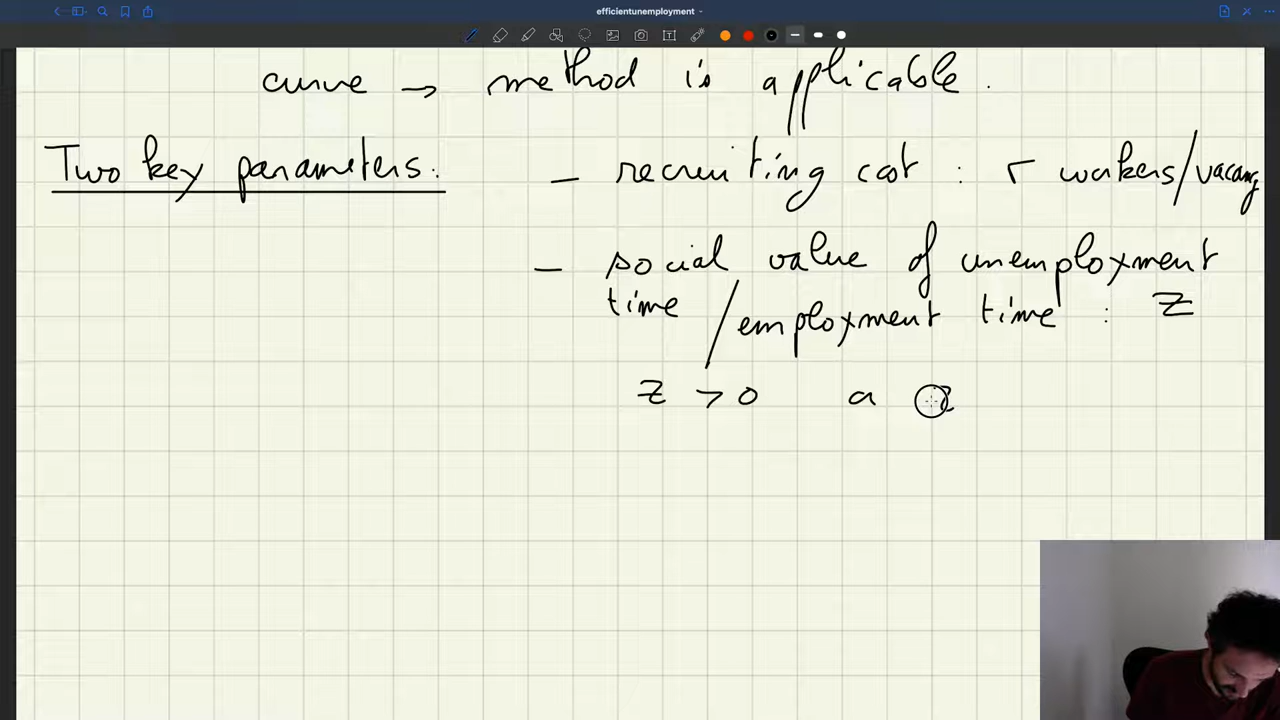 efficientunemployment
curve → method is applicable.
Two key parameters. – recruiting cost : r workers/vacancy
– social value of unemployment
time / employment time : z
z > 0 a